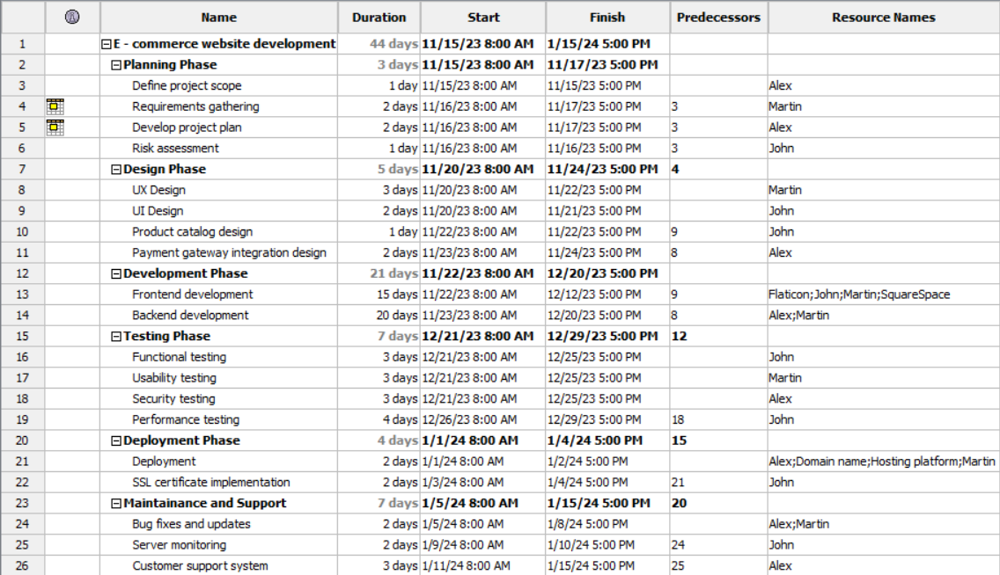 Name Duration Start Finish Predecessors Resource Names
1 E - commerce website development 44 days 11/15/23 8:00 AM 1/15/24 5:00 PM
2 Planning Phase 3 days 11/15/23 8:00 AM 11/17/23 5:00 PM
3 Define project scope 1 day 11/15/23 8:00 AM 11/15/23 5:00 PM Alex
4 Requirements gathering 2 days 11/16/23 8:00 AM 11/17/23 5:00 PM 3 Martin
5 Develop project plan 2 days 11/16/23 8:00 AM 11/17/23 5:00 PM 3 Alex
6 Risk assessment 1 day 11/16/23 8:00 AM 11/16/23 5:00 PM 3 John
7 Design Phase 5 days 11/20/23 8:00 AM 11/24/23 5:00 PM 4
8 UX Design 3 days 11/20/23 8:00 AM 11/22/23 5:00 PM Martin
9 UI Design 2 days 11/20/23 8:00 AM 11/21/23 5:00 PM John
10 Product catalog design 1 day 11/22/23 8:00 AM 11/22/23 5:00 PM 9 John
11 Payment gateway integration design 2 days 11/23/23 8:00 AM 11/24/23 5:00 PM 8 Alex
12 Development Phase 21 days 11/22/23 8:00 AM 12/20/23 5:00 PM
13 Frontend development 15 days 11/22/23 8:00 AM 12/12/23 5:00 PM 9 Flaticon;John;Martin;SquareSpace
14 Backend development 20 days 11/23/23 8:00 AM 12/20/23 5:00 PM 8 Alex;Martin
15 Testing Phase 7 days 12/21/23 8:00 AM 12/29/23 5:00 PM 12
16 Functional testing 3 days 12/21/23 8:00 AM 12/25/23 5:00 PM John
17 Usability testing 3 days 12/21/23 8:00 AM 12/25/23 5:00 PM Martin
18 Security testing 3 days 12/21/23 8:00 AM 12/25/23 5:00 PM Alex
19 Performance testing 4 days 12/26/23 8:00 AM 12/29/23 5:00 PM 18 John
20 Deployment Phase 4 days 1/1/24 8:00 AM 1/4/24 5:00 PM 15
21 Deployment 2 days 1/1/24 8:00 AM 1/2/24 5:00 PM Alex;Domain name;Hosting platform;Martin
22 SSL certificate implementation 2 days 1/3/24 8:00 AM 1/4/24 5:00 PM 21 John
23 Maintainance and Support 7 days 1/5/24 8:00 AM 1/15/24 5:00 PM 20
24 Bug fixes and updates 2 days 1/5/24 8:00 AM 1/8/24 5:00 PM Alex;Martin
25 Server monitoring 2 days 1/9/24 8:00 AM 1/10/24 5:00 PM 24 John
26 Customer support system 3 days 1/11/24 8:00 AM 1/15/24 5:00 PM 25 Alex